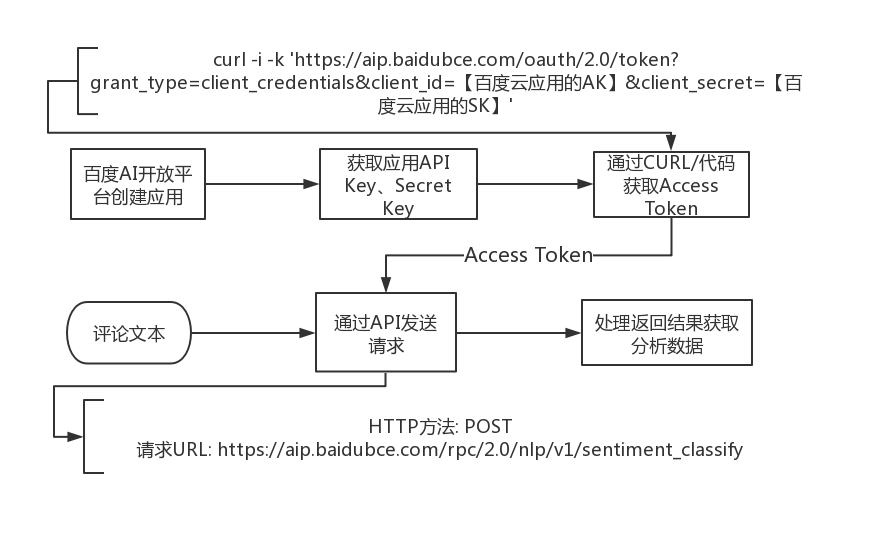 curl -i -k 'https://aip.baidubce.com/oauth/2.0/token?
grant_type=client_credentials&client_id=【百度云应用的AK】&client_secret=【百
度云应用的SK】'
百度AI开放平
台创建应用
获取应用API
Key、Secret
Key
通过CURL/代码
获取Access
Token
Access Token
评论文本
通过API发送
请求
处理返回结果获取
分析数据
HTTP方法: POST
请求URL: https://aip.baidubce.com/rpc/2.0/nlp/v1/sentiment_classify